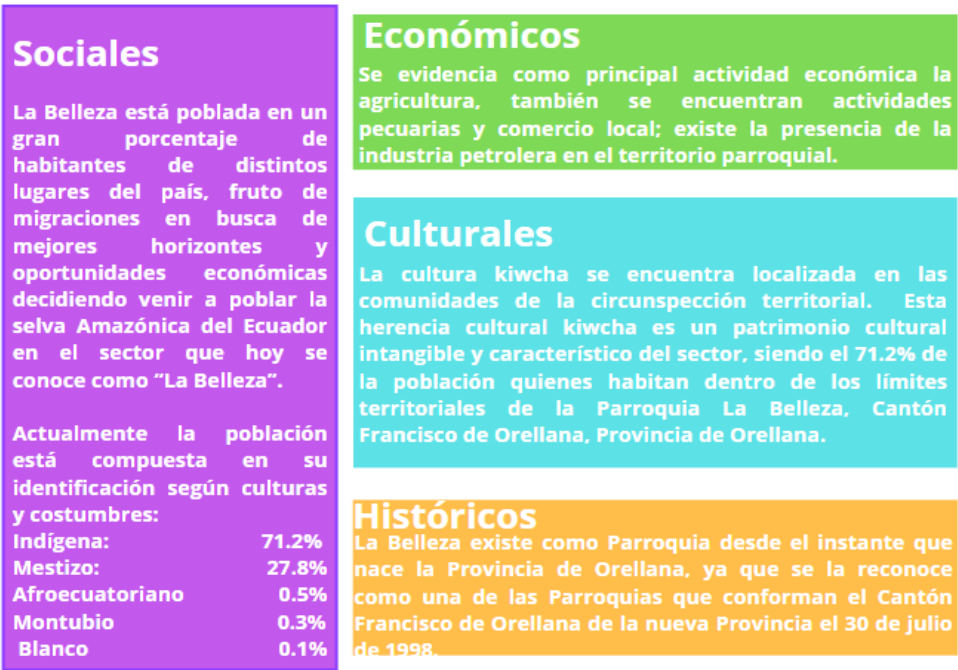 Sociales
La Belleza está poblada en un
gran porcentaje de
habitantes de distintos
lugares del país, fruto de
migraciones en busca de
mejores horizontes y
oportunidades económicas
decidiendo venir a poblar la
selva Amazónica del Ecuador
en el sector que hoy se
conoce como “La Belleza”.
Actualmente la población
está compuesta en su
identificación según culturas
y costumbres:
Indígena: 71.2%
Mestizo: 27.8%
Afroecuatoriano 0.5%
Montubio 0.3%
Blanco 0.1%
Económicos
Se evidencia como principal actividad económica la
agricultura, también se encuentran actividades
pecuarias y comercio local; existe la presencia de la
industria petrolera en el territorio parroquial.
Culturales
La cultura kiwcha se encuentra localizada en las
comunidades de la circunspección territorial. Esta
herencia cultural kiwcha es un patrimonio cultural
intangible y característico del sector, siendo el 71.2% de
la población quienes habitan dentro de los límites
territoriales de la Parroquia La Belleza, Cantón
Francisco de Orellana, Provincia de Orellana.
Históricos
La Belleza existe como Parroquia desde el instante que
nace la Provincia de Orellana, ya que se la reconoce
como una de las Parroquias que conforman el Cantón
Francisco de Orellana de la nueva Provincia el 30 de julio
de 1998.